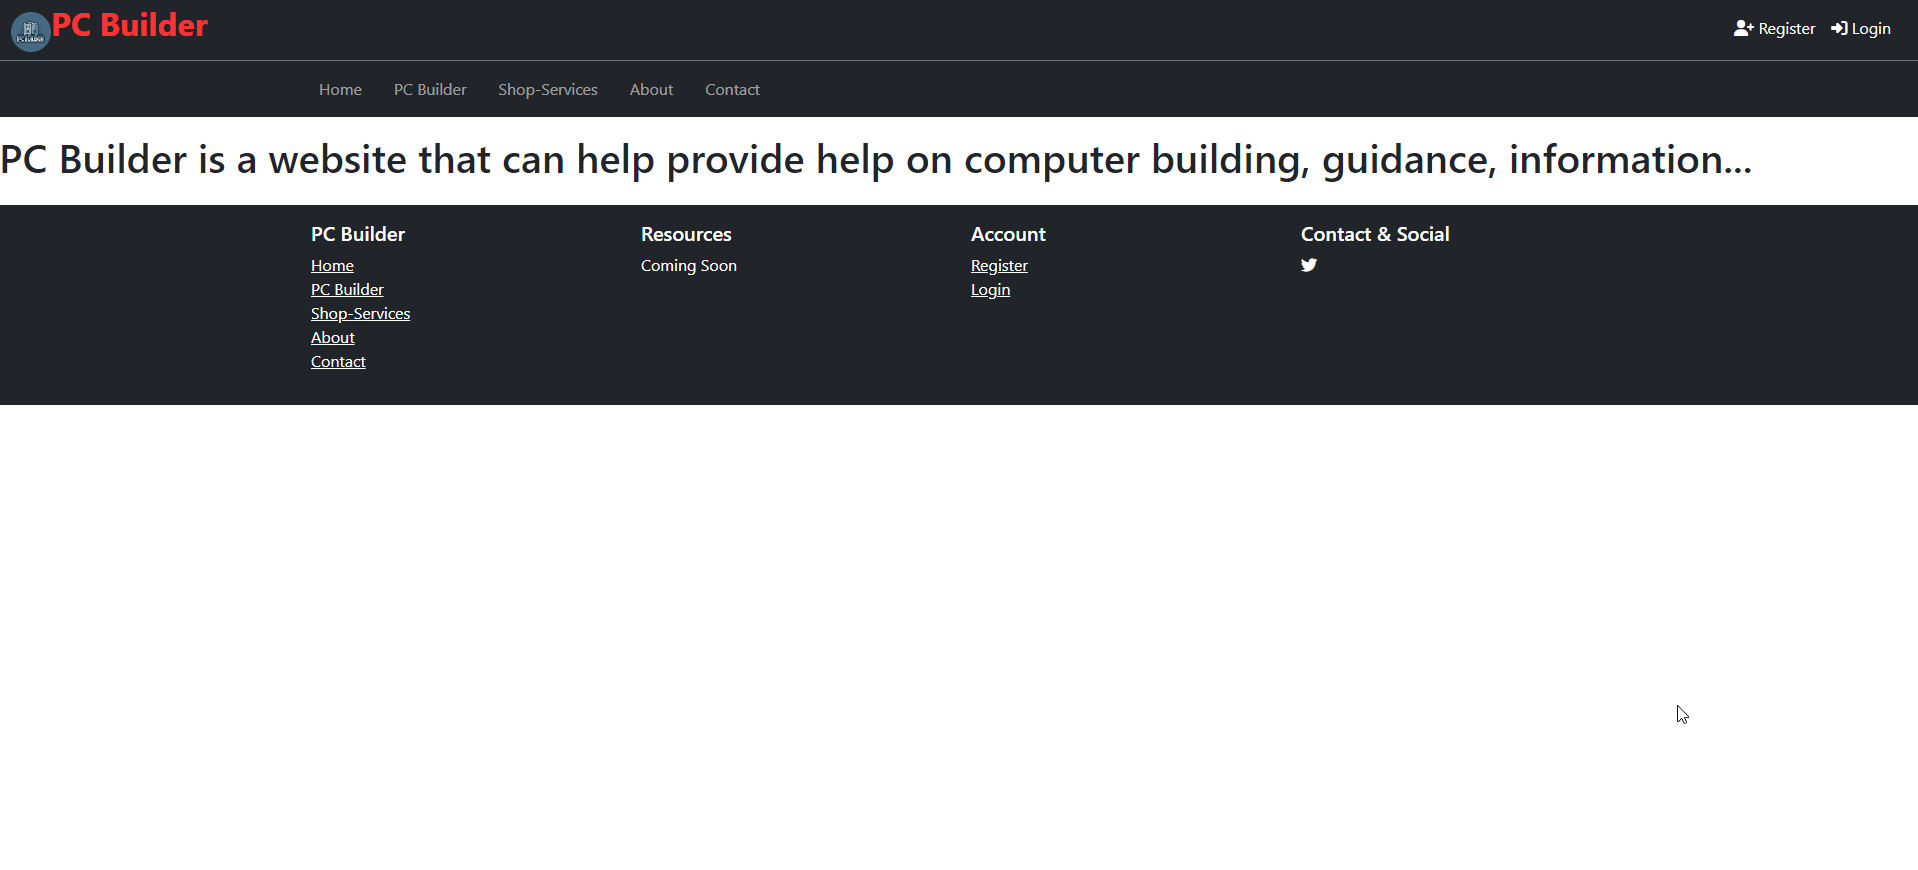 PC BUILDER
PC Builder
Register
Login
Home
PC Builder
Shop-Services
About
Contact
PC Builder is a website that can help provide help on computer building, guidance, information...
PC Builder
Home
PC Builder
Shop-Services
About
Contact
Resources
Coming Soon
Account
Register
Login
Contact & Social